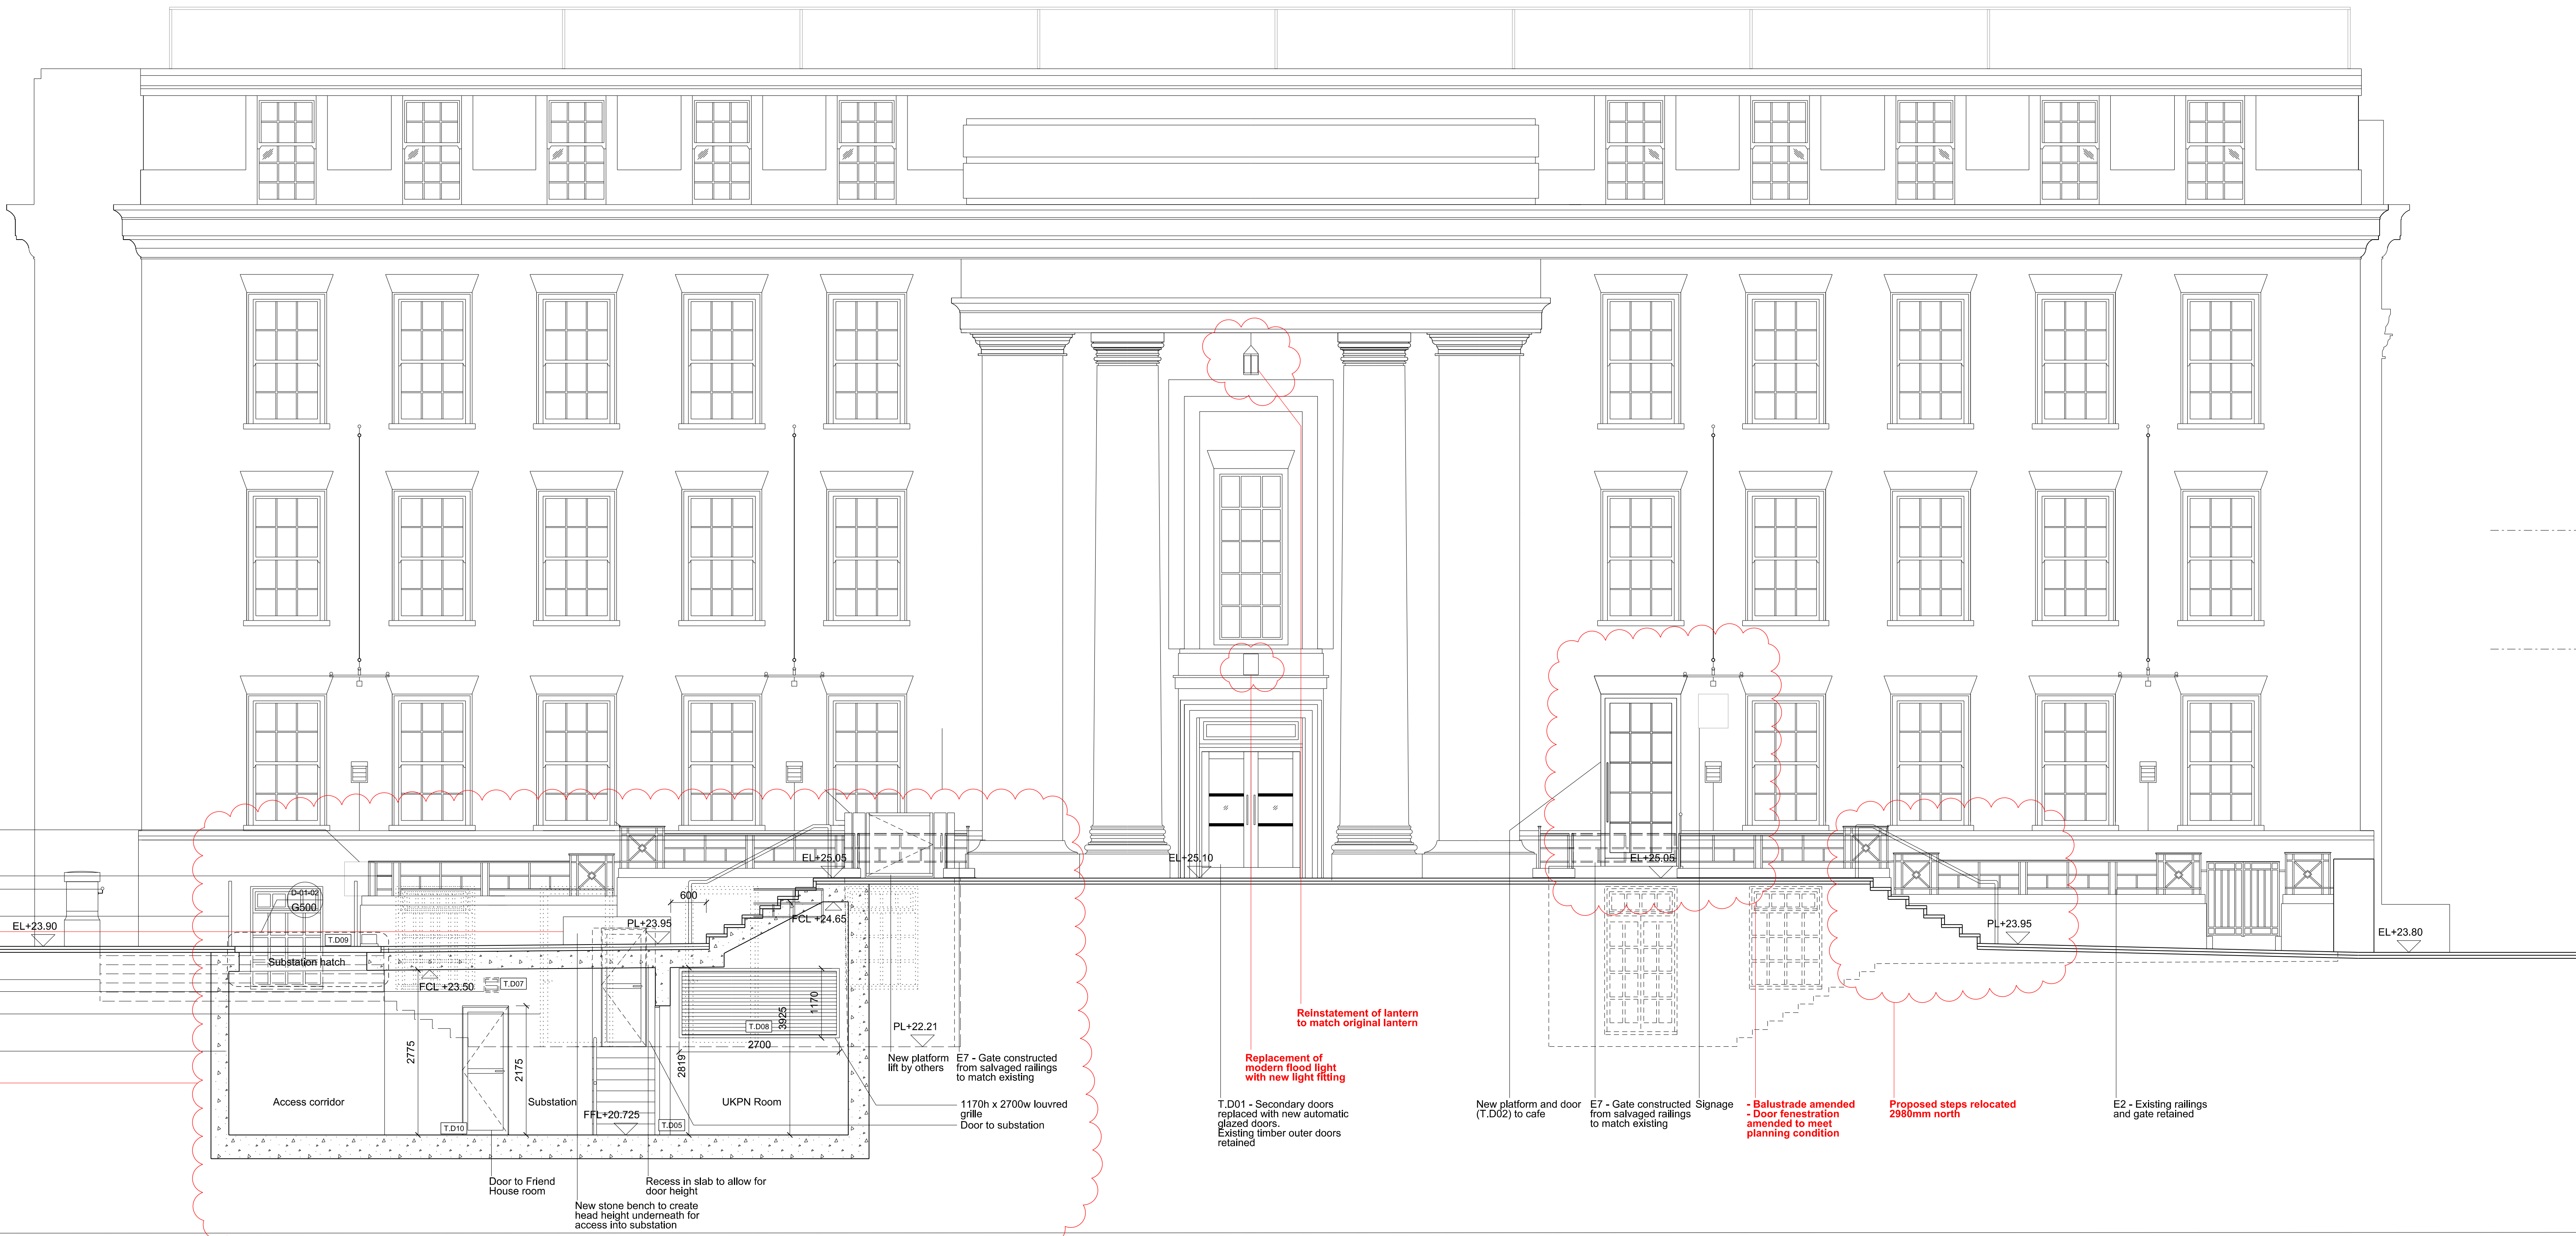 EL+25.05
EL+25.10
EL+25.05
D-01-02
G500
600
FCL +24.65
PL+23.95
PL+23.95
EL+23.90
EL+23.80
T.D09
Substation hatch
FCL +23.50
T.D07
1170
3925
T.D08
2700
PL+22.21
2775
2175
2819
Reinstatement of lantern
to match original lantern
New platform
lift by others
E7 - Gate constructed
from salvaged railings
to match existing
Replacement of
modern flood light
with new light fitting
Access corridor
Substation
FFL+20.725
UKPN Room
T.D10
T.D05
1170h x 2700w louvred
grille
Door to substation
T.D01 - Secondary doors
replaced with new automatic
glazed doors.
Existing timber outer doors
retained
New platform and door
(T.D02) to cafe
E7 - Gate constructed
from salvaged railings
to match existing
Signage
- Balustrade amended
- Door fenestration
amended to meet
planning condition
Proposed steps relocated
2980mm north
E2 - Existing railings
and gate retained
Door to Friend
House room
Recess in slab to allow for
door height
New stone bench to create
head height underneath for
access into substation